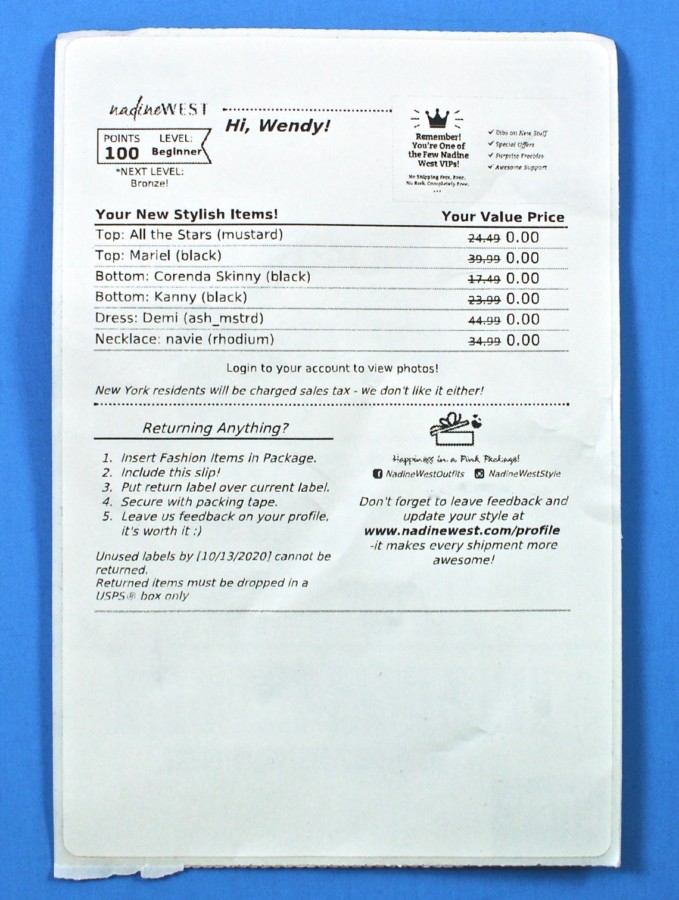 nadineWEST
Hi, Wendy!
POINTS LEVEL:
100 Beginner
*NEXT LEVEL:
Bronze!
Remember!
You're One of
the Few Nadine
West VIPs!
No Shipping Fees. Ever.
No Risk. Completely Free.
✓ Dibs on New Stuff
✓ Special Offers
✓ Surprise Freebies
✓ Awesome Support
Your New Stylish Items! Your Value Price
Top: All the Stars (mustard) 24.49 0.00
Top: Mariel (black) 39.99 0.00
Bottom: Corenda Skinny (black) 17.49 0.00
Bottom: Kanny (black) 23.99 0.00
Dress: Demi (ash_mstrd) 44.99 0.00
Necklace: navie (rhodium) 34.99 0.00
Login to your account to view photos!
New York residents will be charged sales tax - we don't like it either!
Returning Anything?
1. Insert Fashion Items in Package.
2. Include this slip!
3. Put return label over current label.
4. Secure with packing tape.
5. Leave us feedback on your profile,
it's worth it :)
Unused labels by [10/13/2020] cannot be
returned.
Returned items must be dropped in a
USPS® box only
Happiness in a Pink Package!
NadineWestOutfits NadineWestStyle
Don't forget to leave feedback and
update your style at
www.nadinewest.com/profile
-it makes every shipment more
awesome!